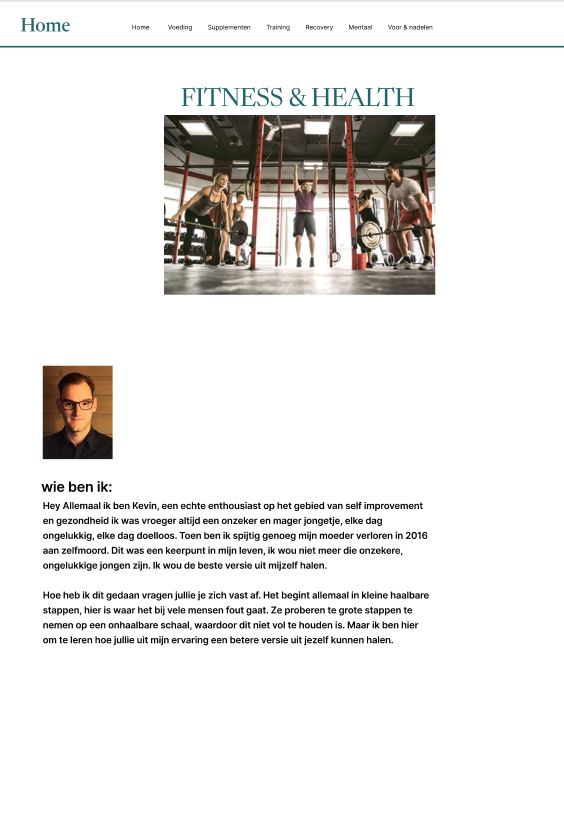 Home
Home Voeding Supplementen Training Recovery Mentaal Voor & nadelen
FITNESS & HEALTH
wie ben ik:
Hey Allemaal ik ben Kevin, een echte enthousiast op het gebied van self improvement
en gezondheid ik was vroeger altijd een onzeker en mager jongetje, elke dag
ongelukkig, elke dag doelloos. Toen ben ik spijtig genoeg mijn moeder verloren in 2016
aan zelfmoord. Dit was een keerpunt in mijn leven, ik wou niet meer die onzekere,
ongelukkige jongen zijn. Ik wou de beste versie uit mijzelf halen.
Hoe heb ik dit gedaan vragen jullie je zich vast af. Het begint allemaal in kleine haalbare
stappen, hier is waar het bij vele mensen fout gaat. Ze proberen te grote stappen te
nemen op een onhaalbare schaal, waardoor dit niet vol te houden is. Maar ik ben hier
om te leren hoe jullie uit mijn ervaring een betere versie uit jezelf kunnen halen.